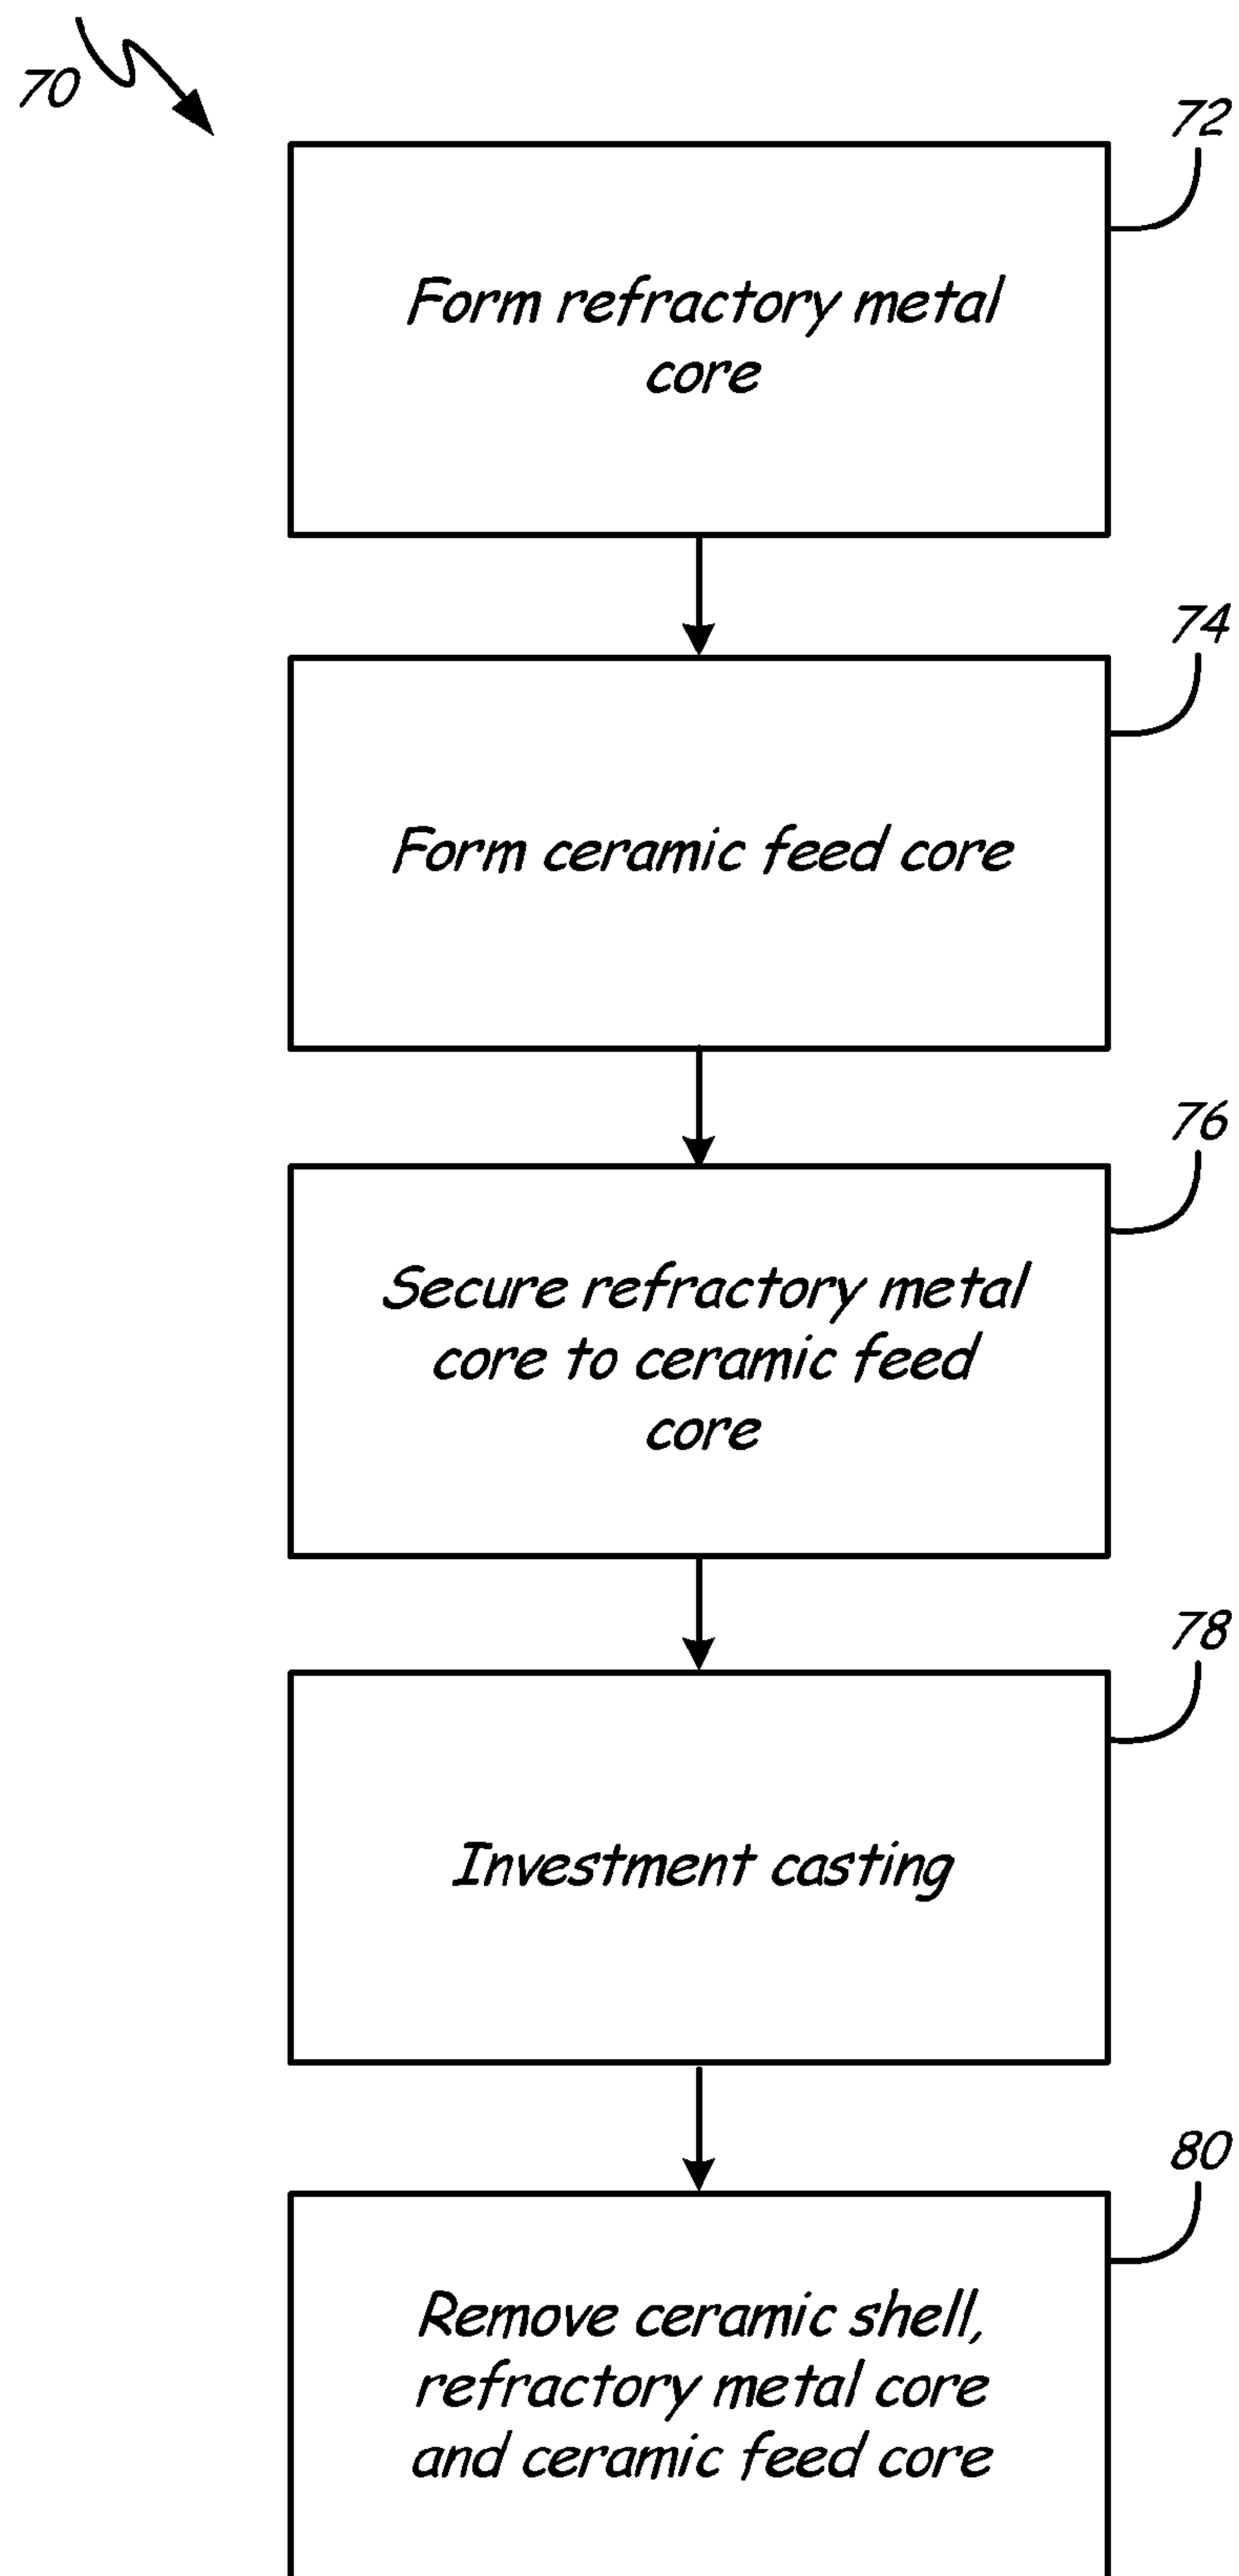 70
72
Form refractory metal
core
74
Form ceramic feed core
76
Secure refractory metal
core to ceramic feed
core
78
Investment casting
80
Remove ceramic shell,
refractory metal core
and ceramic feed core